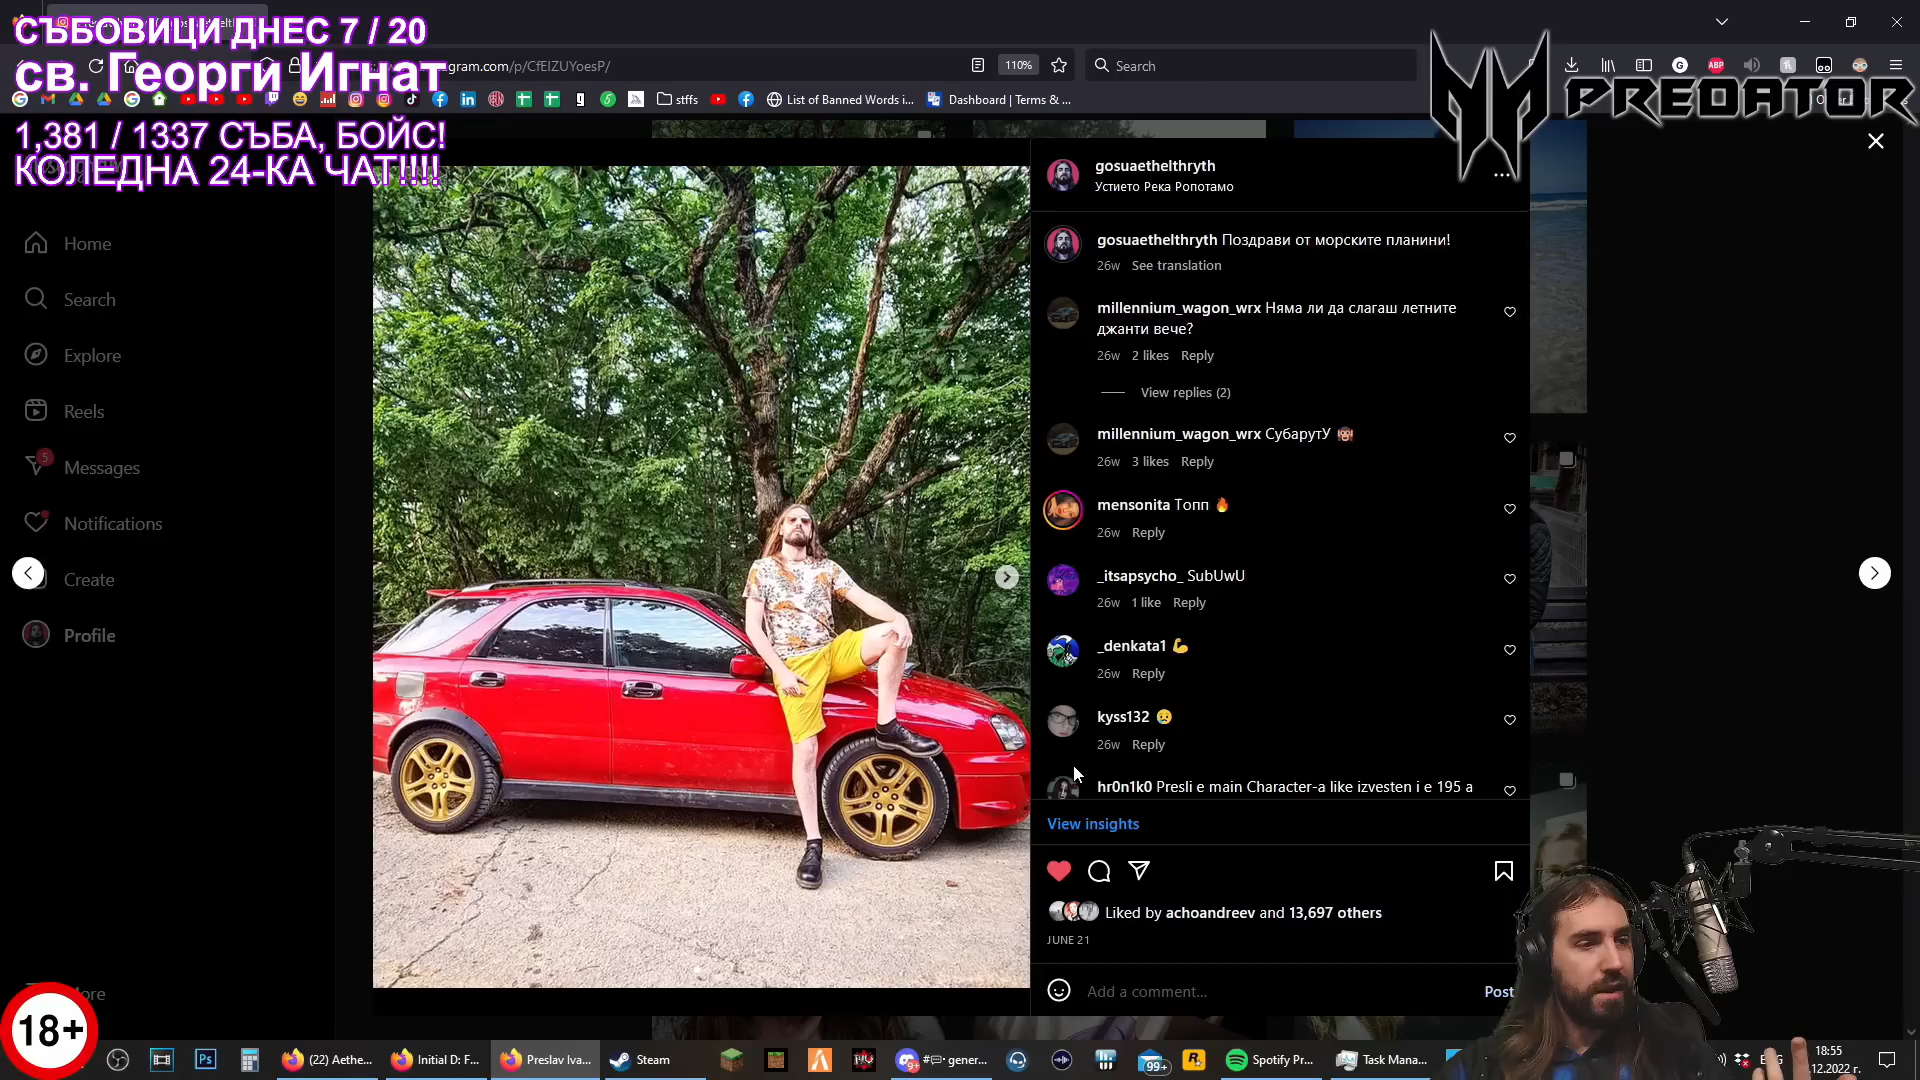 СЪБОВИЦИ ДНЕС 7 / 20
св. Георги Игнат
1,381 / 1337 СЪБА, БОЙС!
КОЛЕДНА 24-КА ЧАТ!!!!
gram.com/p/CfEIZUYoesP/
110%
Search
stffs
List of Banned Words i...
Dashboard | Terms & ...
PREDATOR
Home
Search
Explore
Reels
5
Messages
Notifications
Create
Profile
ore
18+
gosuaethelthryth
Устието Река Ропотамо
gosuaethelthryth Поздрави от морските планини!
26w See translation
millennium_wagon_wrx Няма ли да слагаш летните
джанти вече?
26w 2 likes Reply
View replies (2)
millennium_wagon_wrx СубарутУ 🙉
26w 3 likes Reply
mensonita Топп 🔥
26w Reply
_itsapsycho_ SubUwU
26w 1 like Reply
_denkata1 💪
26w Reply
kyss132 😢
26w Reply
hr0n1k0 Presli e main Character-a like izvesten i e 195 a
View insights
Liked by achoandreev and 13,697 others
JUNE 21
Add a comment...
Post
Ps
(22) Aethe...
Initial D: F...
Preslav Iva...
Steam
9+
gener...
99+
Spotify Pr...
Task Mana...
18:55
.12.2022 г.